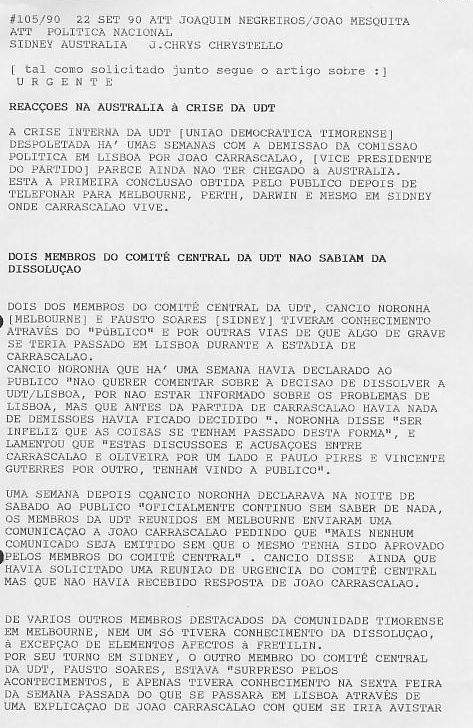 #105/90 22 SET 90 ATT JOAQUIM NEGREIROS/JOAO MESQUITA
ATT POLITICA NACIONAL
SIDNEY AUSTRALIA J.CHRYS CHRYSTELLO
[ tal como solicitado junto segue o artigo sobre :]
U R G E N T E
REACÇOES NA AUSTRALIA à CRISE DA UDT
A CRISE INTERNA DA UDT [UNIAO DEMOCRATICA TIMORENSE]
DESPOLETADA HA' UMAS SEMANAS COM A DEMISSAO DA COMISSAO
POLITICA EM LISBOA POR JOAO CARRASCALAO, [VICE PRESIDENTE
DO PARTIDO] PARECE AINDA NAO TER CHEGADO à AUSTRALIA.
ESTA A PRIMEIRA CONCLUSAO OBTIDA PELO PUBLICO DEPOIS DE
TELEFONAR PARA MELBOURNE, PERTH, DARWIN E MESMO EM SIDNEY
ONDE CARRASCALAO VIVE.
DOIS MEMBROS DO COMITÉ CENTRAL DA UDT NAO SABIAM DA
DISSOLUÇAO
DOIS DOS MEMBROS DO COMITÉ CENTRAL DA UDT, CANCIO NORONHA
[MELBOURNE] E FAUSTO SOARES [SIDNEY] TIVERAM CONHECIMENTO
ATRAVÉS DO "PúBLICO" E POR OUTRAS VIAS DE QUE ALGO DE GRAVE
SE TERIA PASSADO EM LISBOA DURANTE A ESTADIA DE
CARRASCALAO.
CANCIO NORONHA QUE HA' UMA SEMANA HAVIA DECLARADO AO
PUBLICO "NAO QUERER COMENTAR SOBRE A DECISAO DE DISSOLVER A
UDT/LISBOA, POR NAO ESTAR INFORMADO SOBRE OS PROBLEMAS DE
LISBOA, MAS QUE ANTES DA PARTIDA DE CARRASCALAO HAVIA NADA
DE DEMISSOES HAVIA FICADO DECIDIDO ". NORONHA DISSE "SER
INFELIZ QUE AS COISAS SE TENHAM PASSADO DESTA FORMA", E
LAMENTOU QUE "ESTAS DISCUSSOES E ACUSAÇOES ENTRE
CARRASCALAO E OLIVEIRA POR UM LADO E PAULO PIRES E VINCENTE
GUTERRES POR OUTRO, TENHAM VINDO A PUBLICO".
UMA SEMANA DEPOIS CQANCIO NORONHA DECLARAVA NA NOITE DE
SABADO AO PUBLICO "OFICIALMENTE CONTINUO SEM SABER DE NADA,
OS MEMBROS DA UDT REUNIDOS EM MELBOURNE ENVIARAM UMA
COMUNICAÇAO A JOAO CARRASCALAO PEDINDO QUE "MAIS NENHUM
COMUNICADO SEJA EMITIDO SEM QUE O MESMO TENHA SIDO APROVADO
PELOS MEMBROS DO COMITÉ CENTRAL" . CANCIO DISSE AINDA QUE
HAVIA SOLICITADO UMA REUNIAO DE URGENCIA DO COMITÉ CENTRAL
MAS QUE NAO HAVIA RECEBIDO RESPOSTA DE JOAO CARRASCALAO.
DE VARIOS OUTROS MEMBROS DESTACADOS DA COMUNIDADE TIMORENSE
EM MELBOURNE, NEM UM Só TIVERA CONHECIMENTO DA DISSOLUÇAO,
à EXCEPÇAO DE ELEMENTOS AFECTOS à FRETILIN.
POR SEU TURNO EM SIDNEY, O OUTRO MEMBRO DO COMITÉ CENTRAL
DA UDT, FAUSTO SOARES, ESTAVA "SURPRESO PELOS
ACONTECIMENTOS, E APENAS TIVERA CONHECIMENTO NA SEXTA FEIRA
DA SEMANA PASSADA DO QUE SE PASSARA EM LISBOA ATRAVÉS DE
UMA EXPLICAÇAO DE JOAO CARRASCALAO COM QUEM SE IRIA AVISTAR